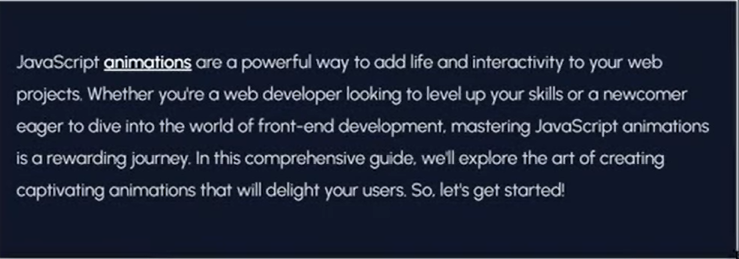 JavaScript animations are a powerful way to add life and interactivity to your web
projects. Whether you're a web developer looking to level up your skills or a newcomer
eager to dive into the world of front-end development, mastering JavaScript animations
is a rewarding journey. In this comprehensive guide, we'll explore the art of creating
captivating animations that will delight your users. So, let's get started!